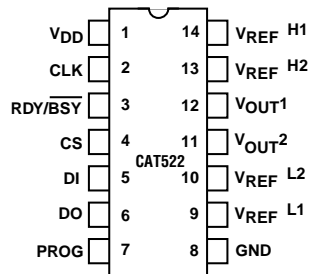 VDD 1 14 VREF H1
CLK 2 13 VREF H2
RDY/BSY 3 12 VOUT1
CS 4 11 VOUT2
CAT522
DI 5 10 VREF L2
DO 6 9 VREF L1
PROG 7 8 GND